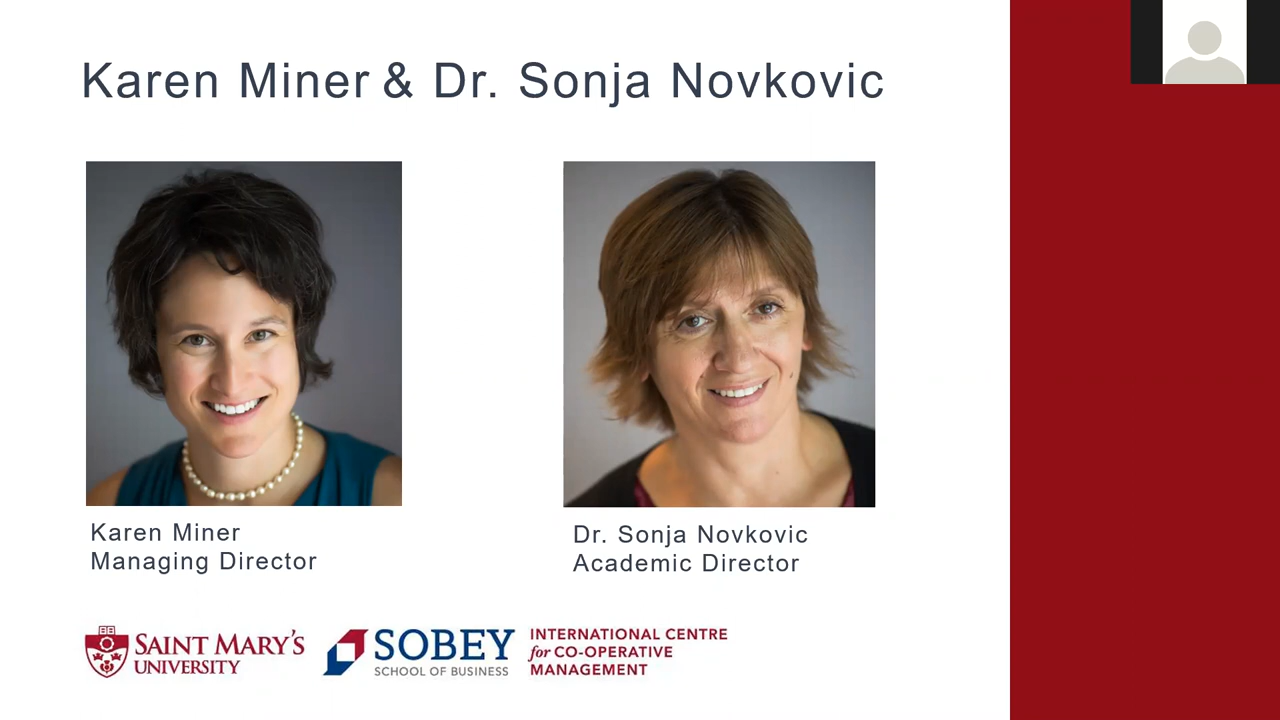 Karen Miner & Dr. Sonja Novkovic
Karen Miner
Managing Director
Dr. Sonja Novkovic
Academic Director
SAINT MARY'S
UNIVERSITY
SOBEY
SCHOOL OF BUSINESS
INTERNATIONAL CENTRE
for CO-OPERATIVE
MANAGEMENT